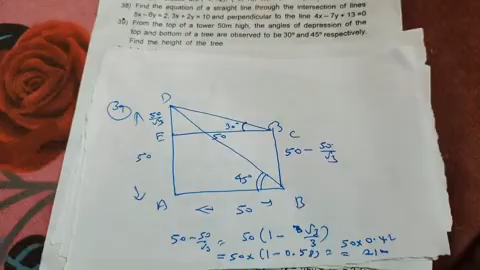 38) Find the equation of a straight line through the intersection of lines
5x – 6y = 2, 3x + 2y = 10 and perpendicular to the line 4x – 7y + 13 = 0
39) From the top of a tower 50m high, the angles of depression of the
top and bottom of a tree are observed to be 30° and 45° respectively.
Find the height of the tree.
39
D
50/√3
30°
E
50
C
50
50 - 50/√3
45°
A
50
B
50 - 50/√3 = 50 (1 - √3/3)
= 50 x (1 - 0.58) = 50 x 0.42
= 21m